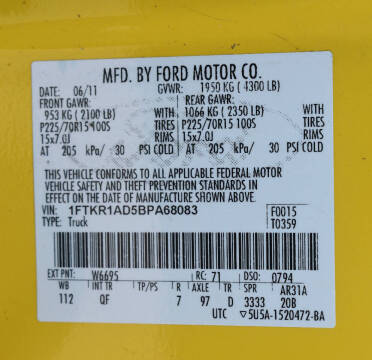 MFD. BY FORD MOTOR CO.
DATE: 06/11 GVWR: 1950 KG ( 4300 LB)
FRONT GAWR: REAR GAWR:
953 KG ( 2100 LB) WITH 1066 KG ( 2350 LB) WITH
P225/70R15 100S TIRES P225/70R15 100S TIRES
15x7.0J RIMS 15x7.0J RIMS
AT 205 kPa/ 30 PSI COLD AT 205 kPa/ 30 PSI COLD
THIS VEHICLE CONFORMS TO ALL APPLICABLE FEDERAL MOTOR
VEHICLE SAFETY AND THEFT PREVENTION STANDARDS IN
EFFECT ON THE DATE OF MANUFACTURE SHOWN ABOVE.
VIN: 1FTKR1AD5BPA68083 F0015
TYPE: Truck T0359
EXT PNT: W6695 RC: 71 DSO: 0794
WB INT TR TP/PS R AXLE TR SPR AR31A
112 QF 7 97 D 3333 20B
UTC ▽5U5A-1520472-BA